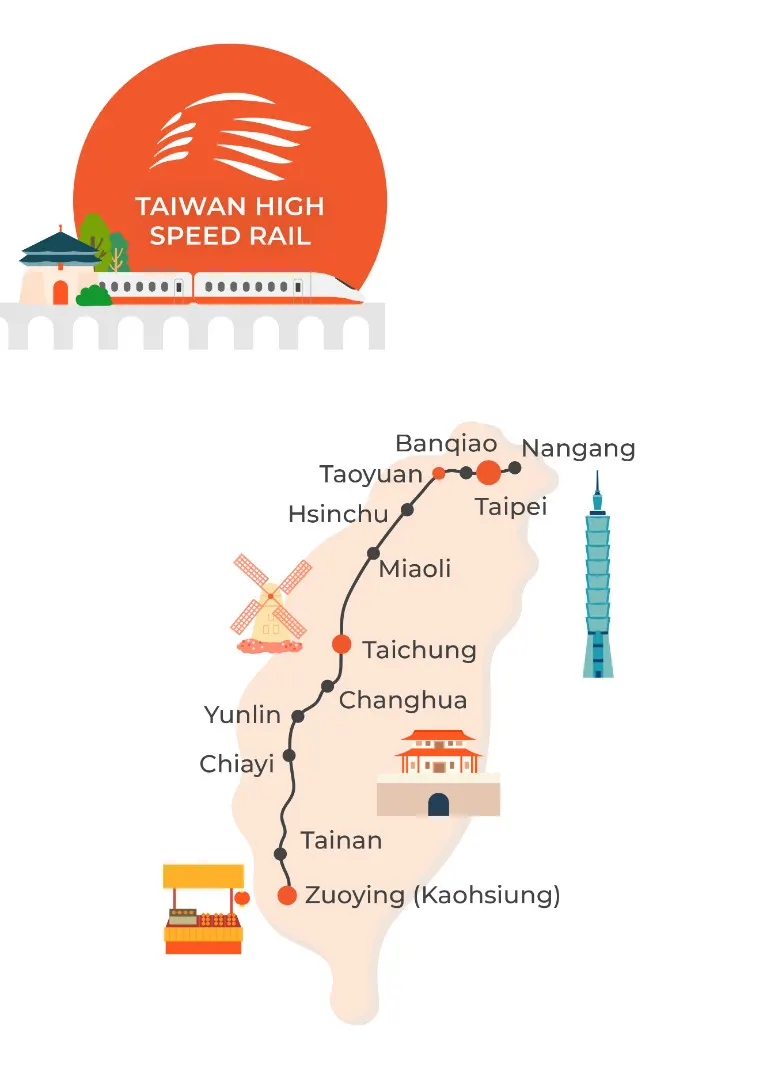 TAIWAN HIGH
SPEED RAIL
Banqiao
Nangang
Taoyuan
Taipei
Hsinchu
Miaoli
Taichung
Changhua
Yunlin
Chiayi
Tainan
Zuoying (Kaohsiung)